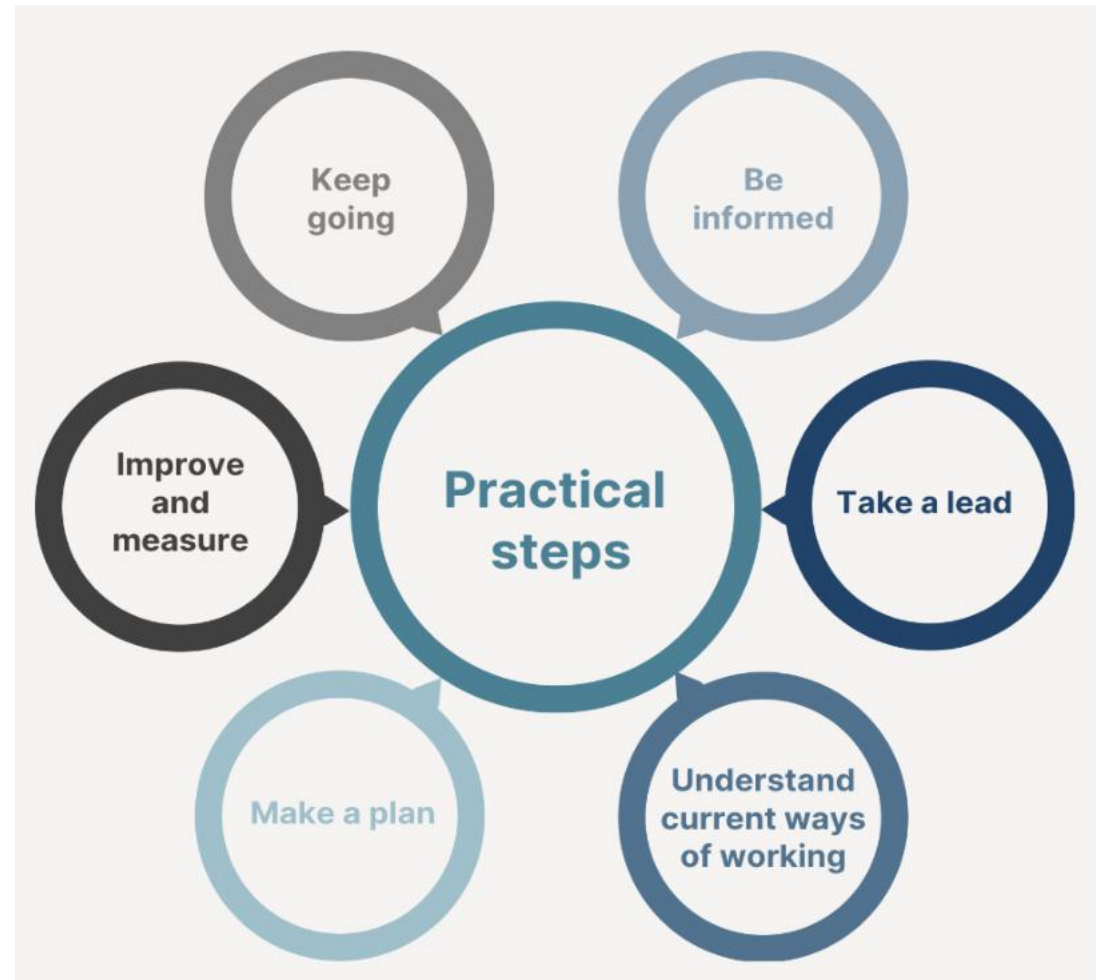 Keep
going
Be
informed
Improve
and
measure
Practical
steps
Take a lead
Make a plan
Understand
current ways
of working